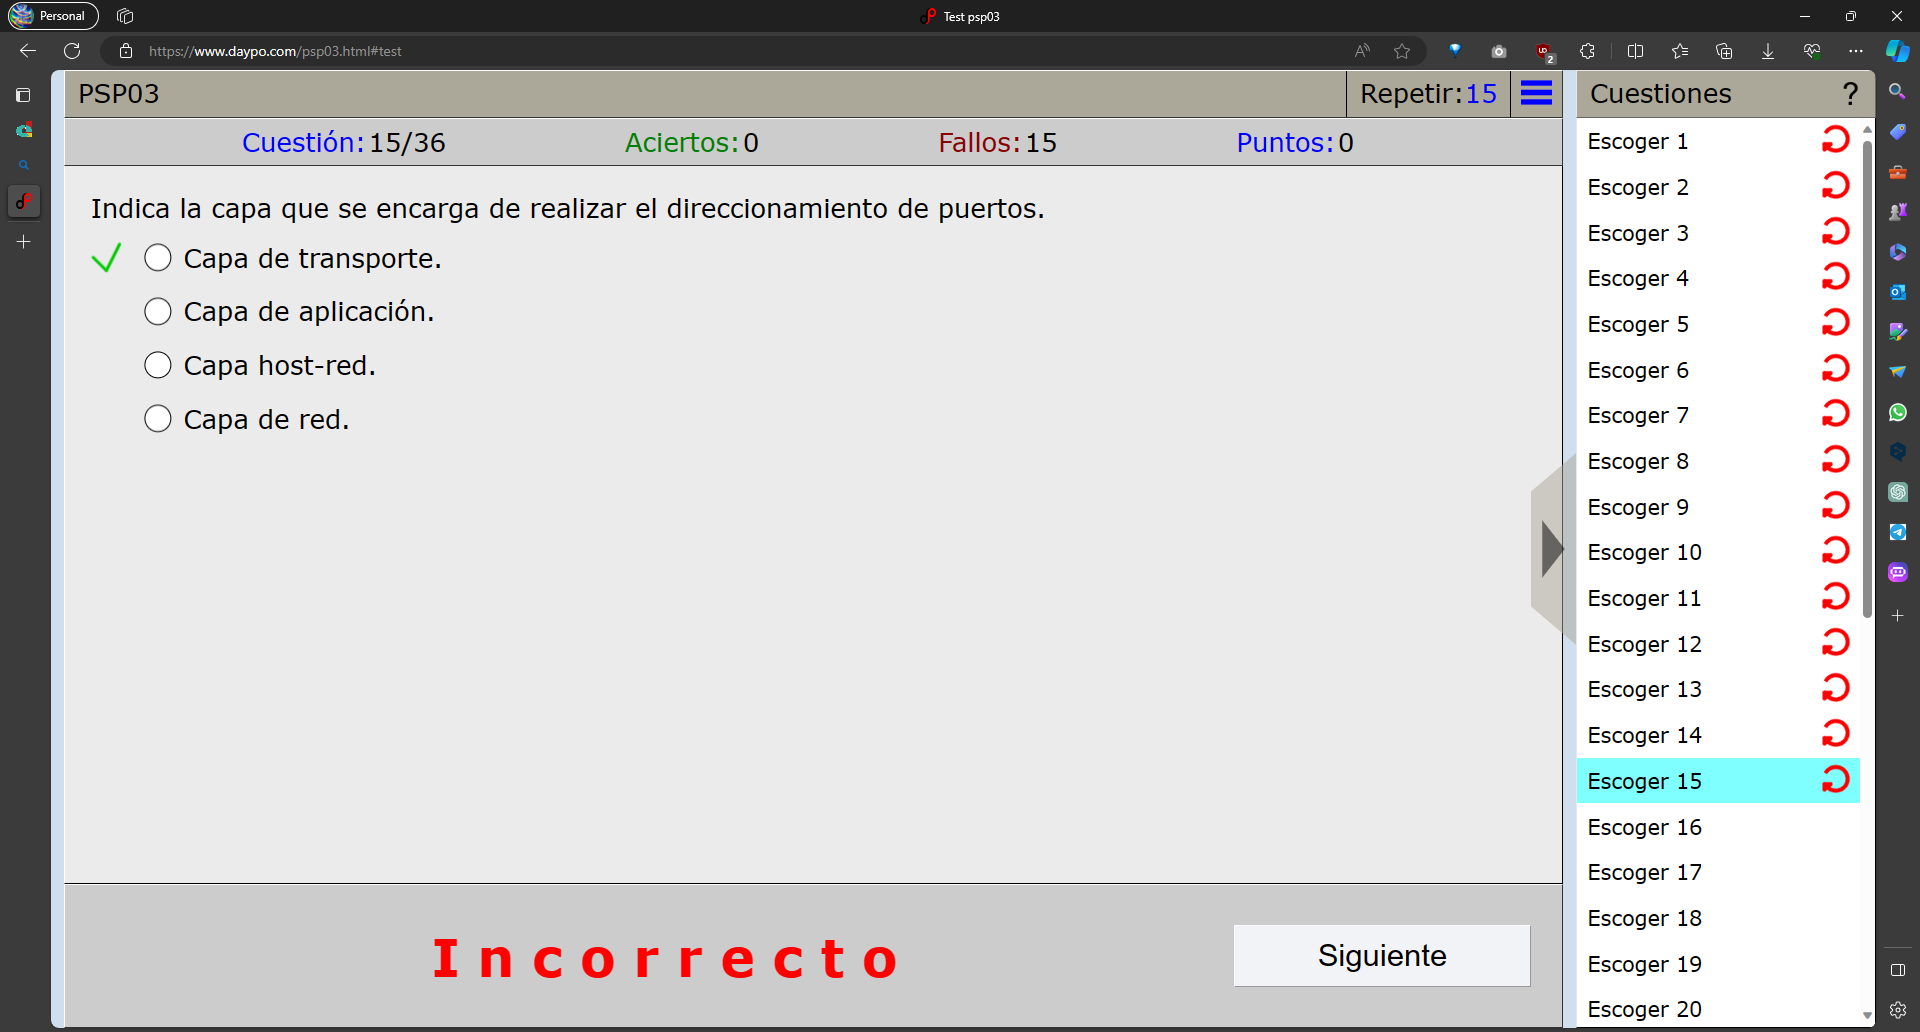 Personal
Test psp03
https://www.daypo.com/psp03.html#test
PSP03
Repetir:15
Cuestiones
?
Cuestión:15/36
Aciertos:0
Fallos:15
Puntos:0
Indica la capa que se encarga de realizar el direccionamiento de puertos.
Capa de transporte.
Capa de aplicación.
Capa host-red.
Capa de red.
Incorrecto
Siguiente
Escoger 1
Escoger 2
Escoger 3
Escoger 4
Escoger 5
Escoger 6
Escoger 7
Escoger 8
Escoger 9
Escoger 10
Escoger 11
Escoger 12
Escoger 13
Escoger 14
Escoger 15
Escoger 16
Escoger 17
Escoger 18
Escoger 19
Escoger 20
2